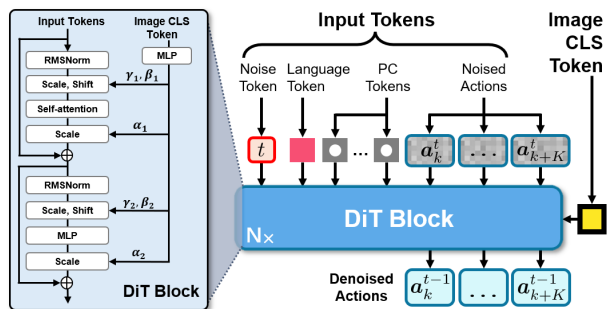 Input Tokens
Image CLS
Token
MLP
RMSNorm
Scale, Shift
γ₁, β₁
Self-attention
Scale
α₁
RMSNorm
Scale, Shift
γ₂, β₂
MLP
Scale
α₂
DiT Block
Input Tokens
Image
CLS
Token
Noise
Token
Language
Token
PC
Tokens
Noised
Actions
t
...
a_k^t
...
a_{k+K}^t
DiT Block
N×
Denoised
Actions
a_k^{t-1}
...
a_{k+K}^{t-1}